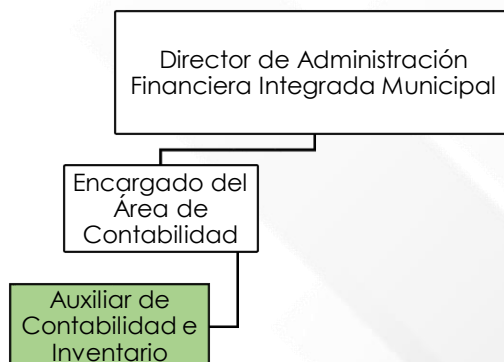 Director de Administración
Financiera Integrada Municipal
Encargado del
Área de
Contabilidad
Auxiliar de
Contabilidad e
Inventario